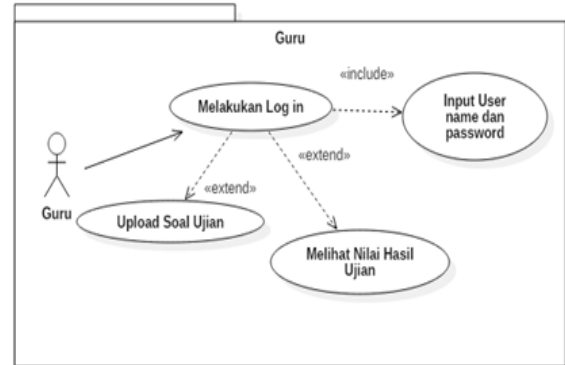 Guru
«include»
Melakukan Log in
Input User
name dan
password
«extend»
«extend»
Guru
Upload Soal Ujian
Melihat Nilai Hasil
Ujian